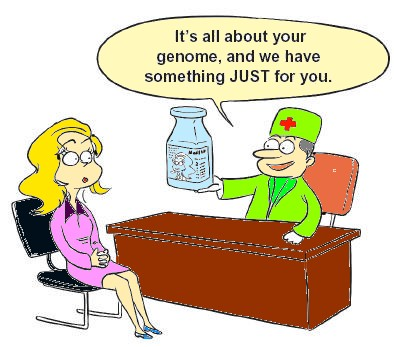 It's all about your
genome, and we have
something JUST for you.